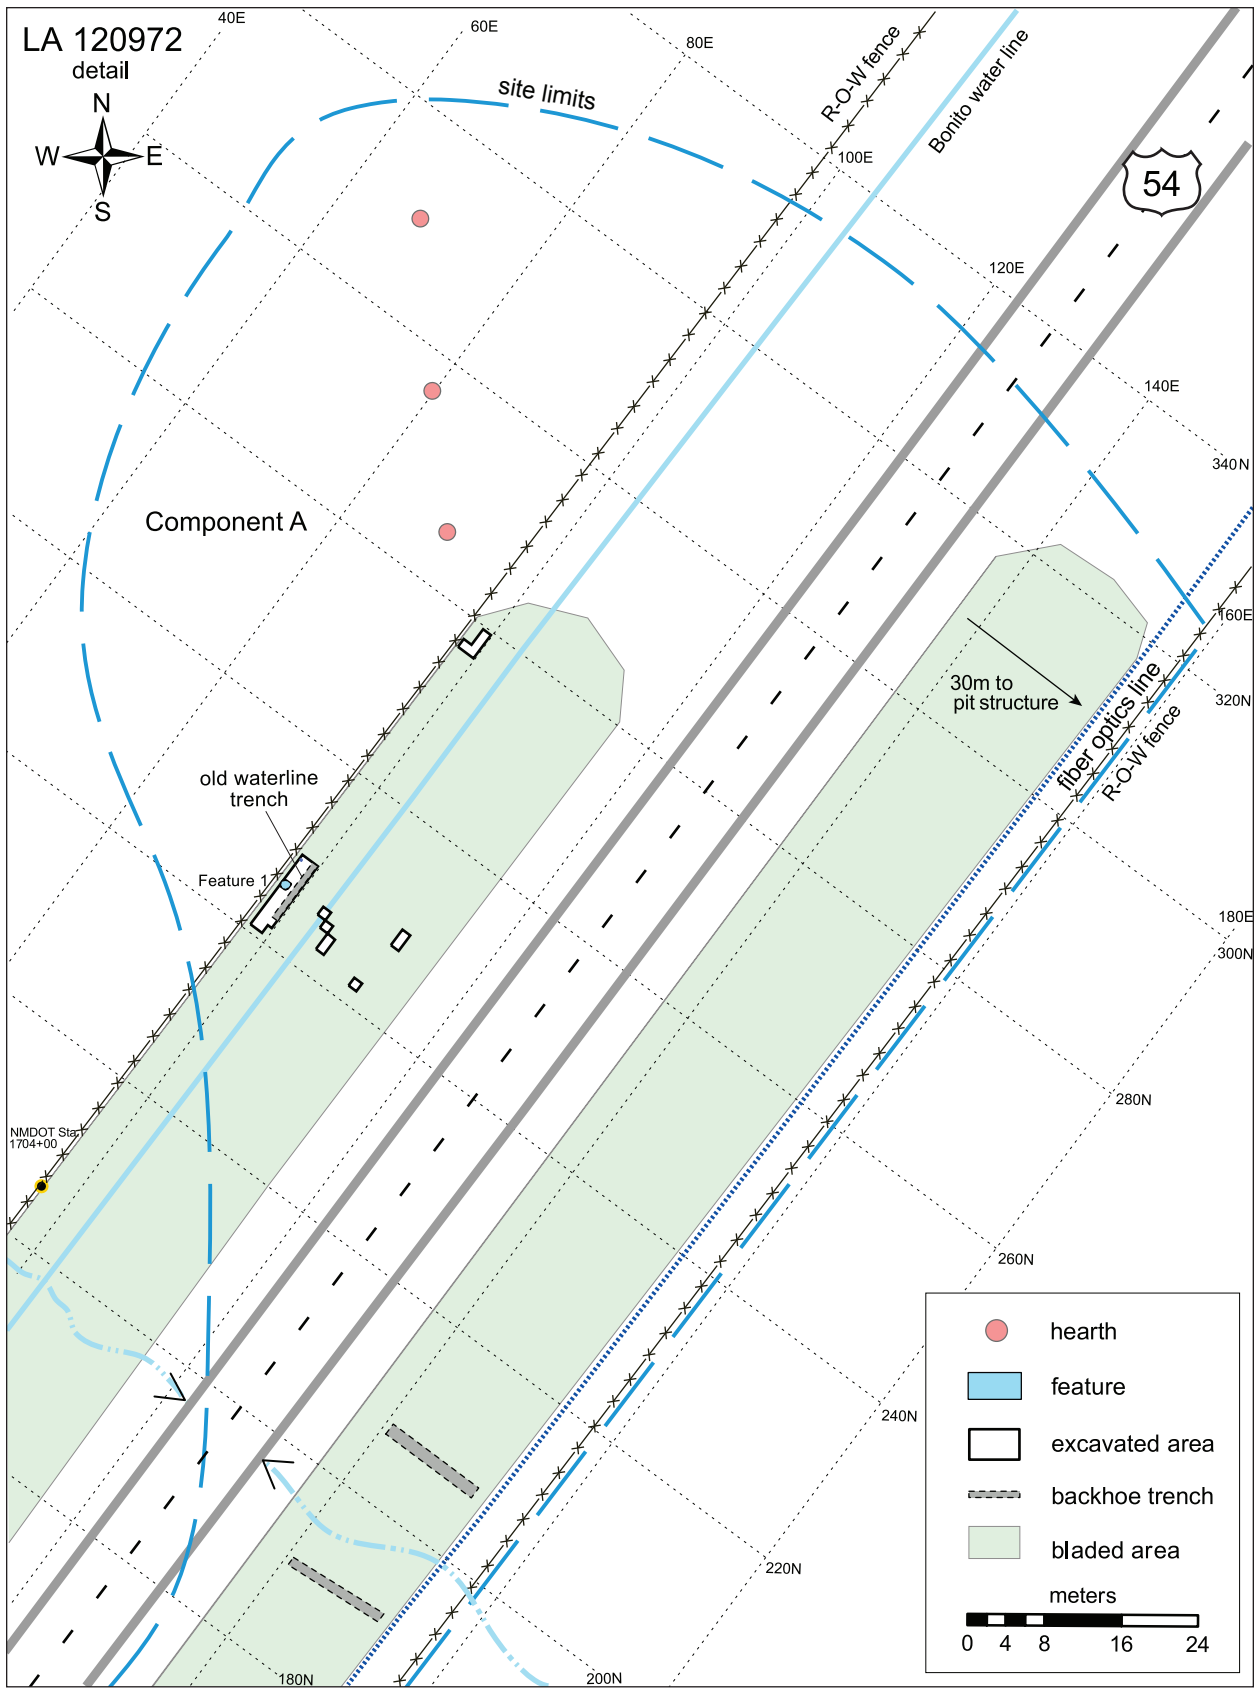 LA 120972
detail
N
W E
S
40E
60E
80E
site limits
R-O-W fence
Bonito water line
100E
54
120E
140E
340N
Component A
160E
30m to
pit structure
320N
fiber optics line
R-O-W fence
old waterline
trench
Feature 1
180E
300N
280N
NMDOT Sta
1704+00
260N
240N
220N
200N
180N
hearth
feature
excavated area
backhoe trench
bladed area
meters
0 4 8 16 24